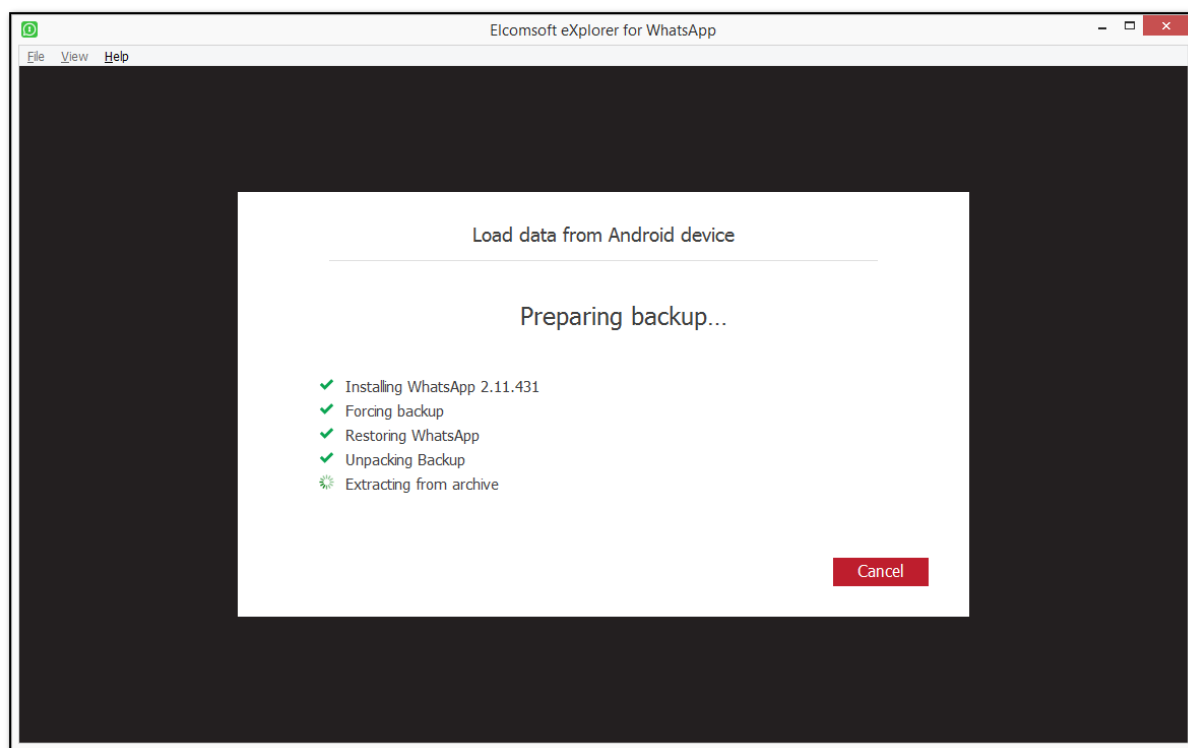 Elcomsoft eXplorer for WhatsApp
File View Help
Load data from Android device
Preparing backup...
Installing WhatsApp 2.11.431
Forcing backup
Restoring WhatsApp
Unpacking Backup
Extracting from archive
Cancel